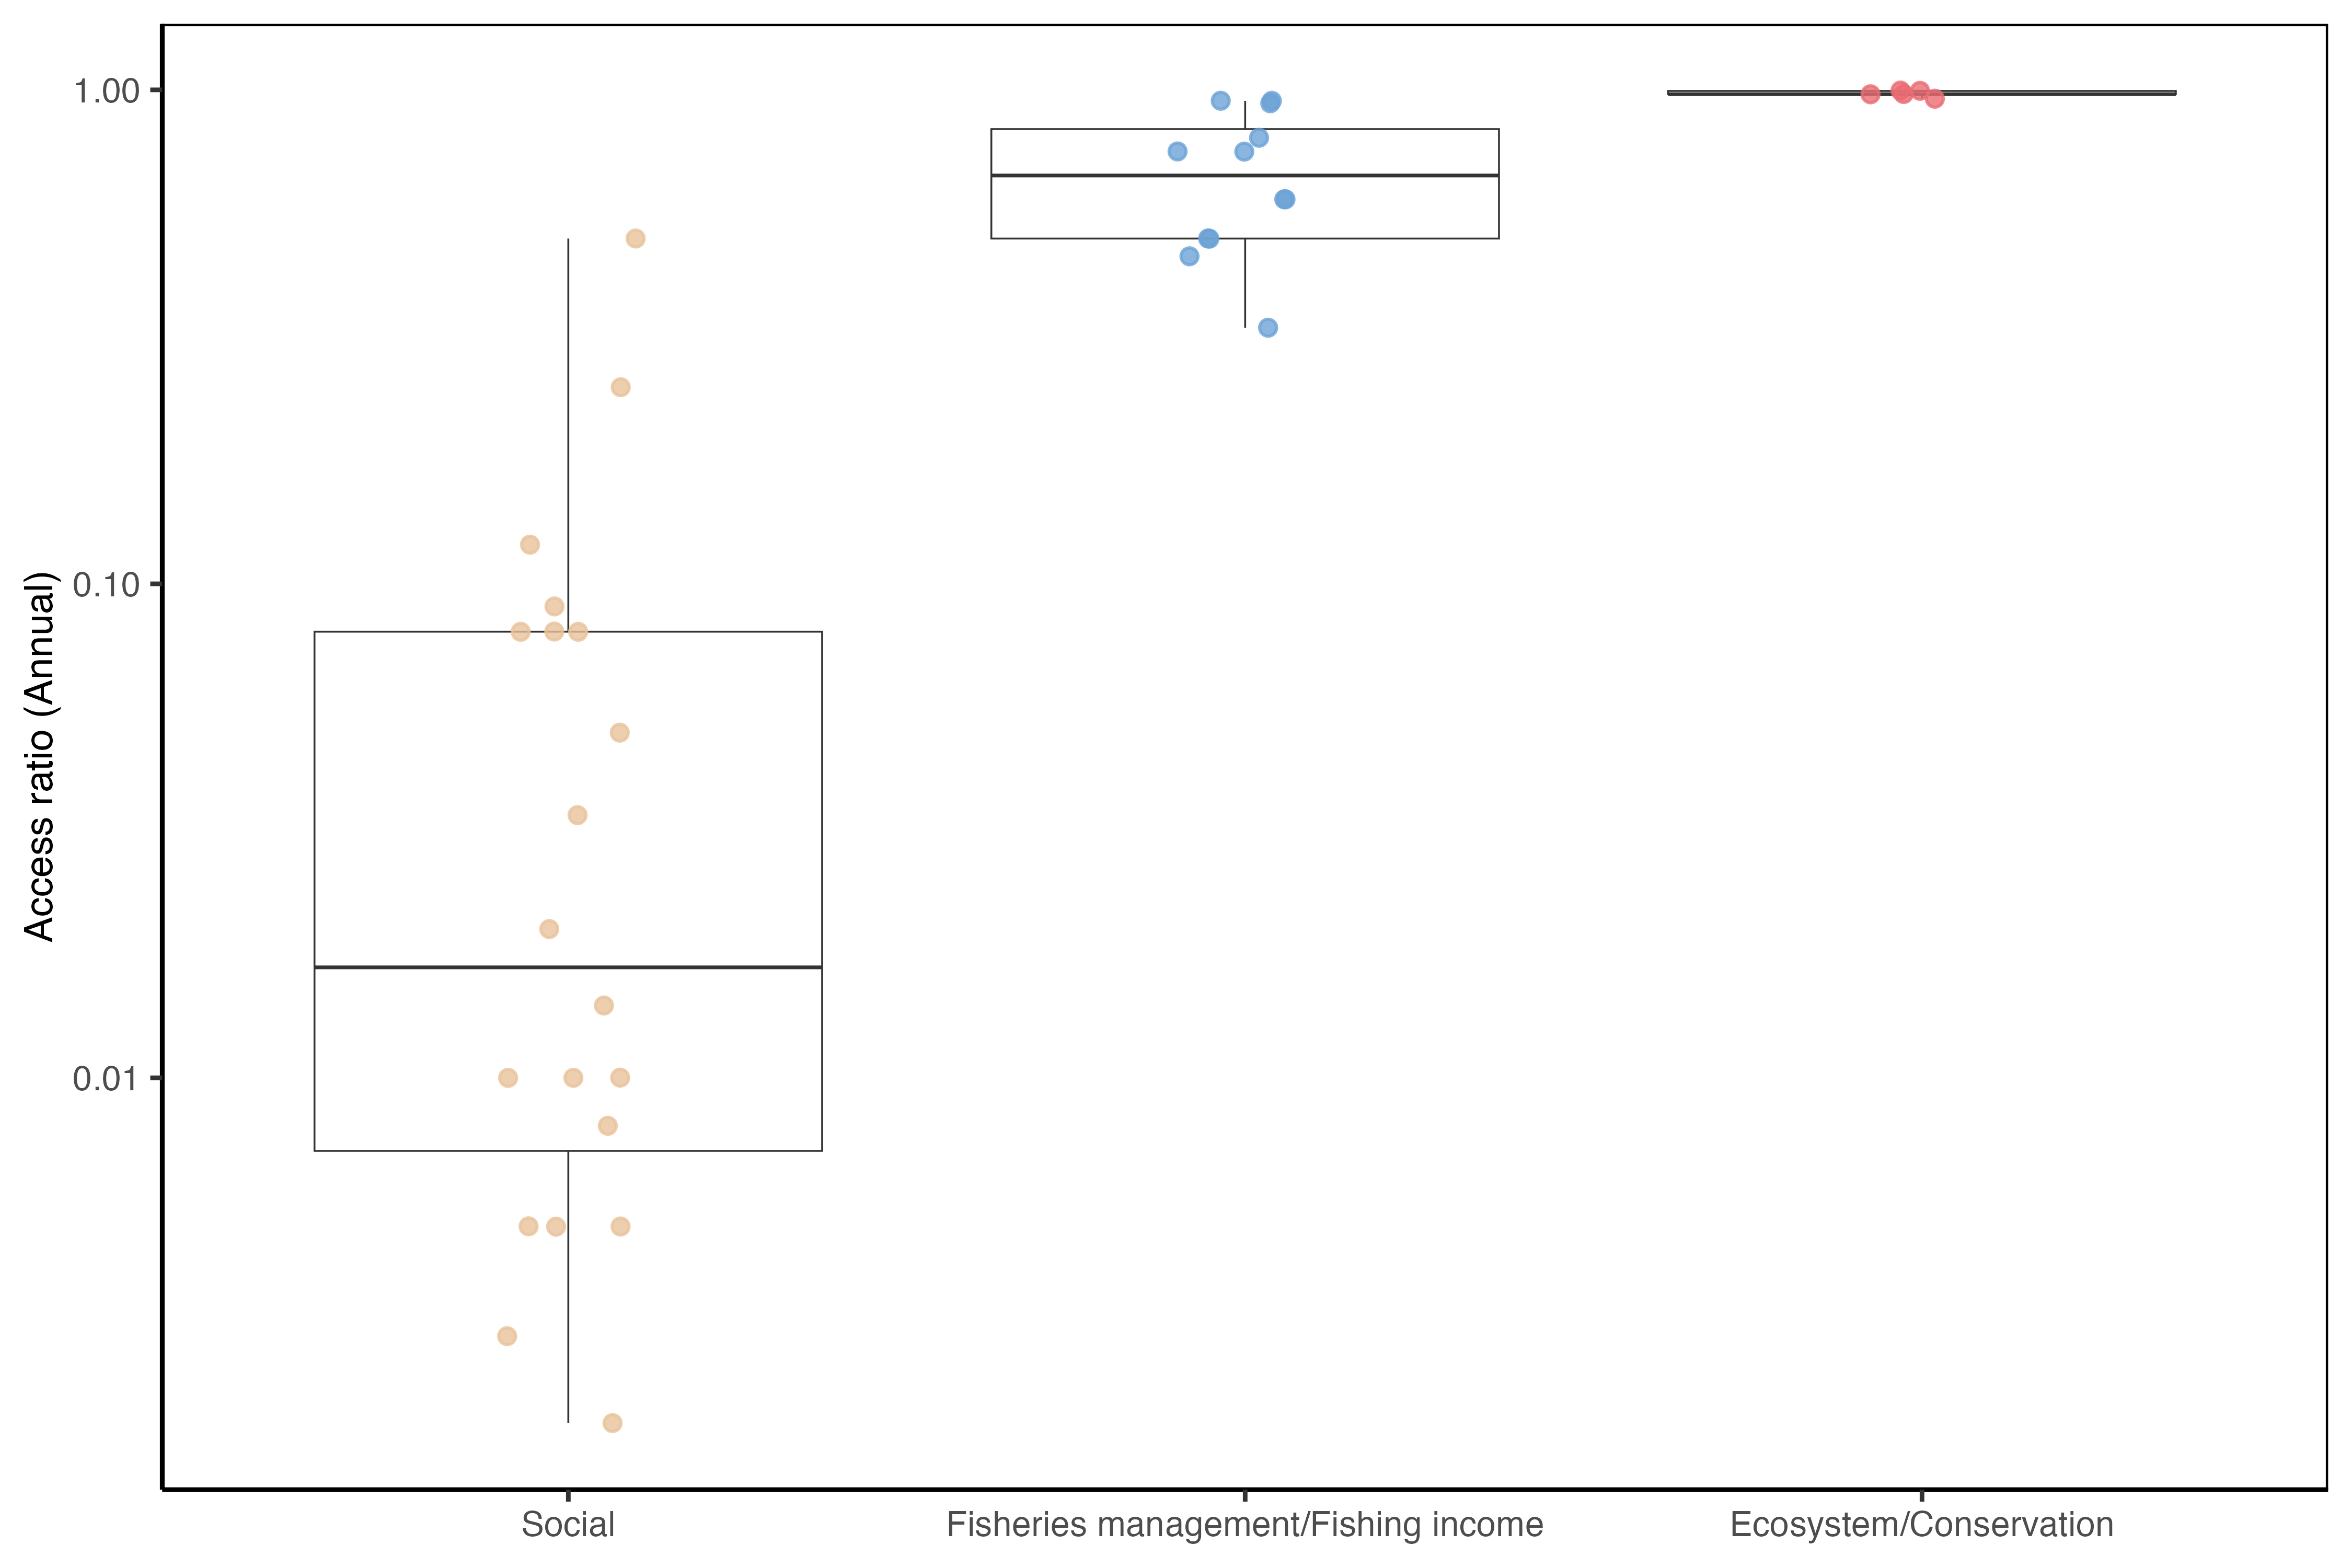 Access ratio (Annual)
1.00
0.10
0.01
Social
Fisheries management/Fishing income
Ecosystem/Conservation